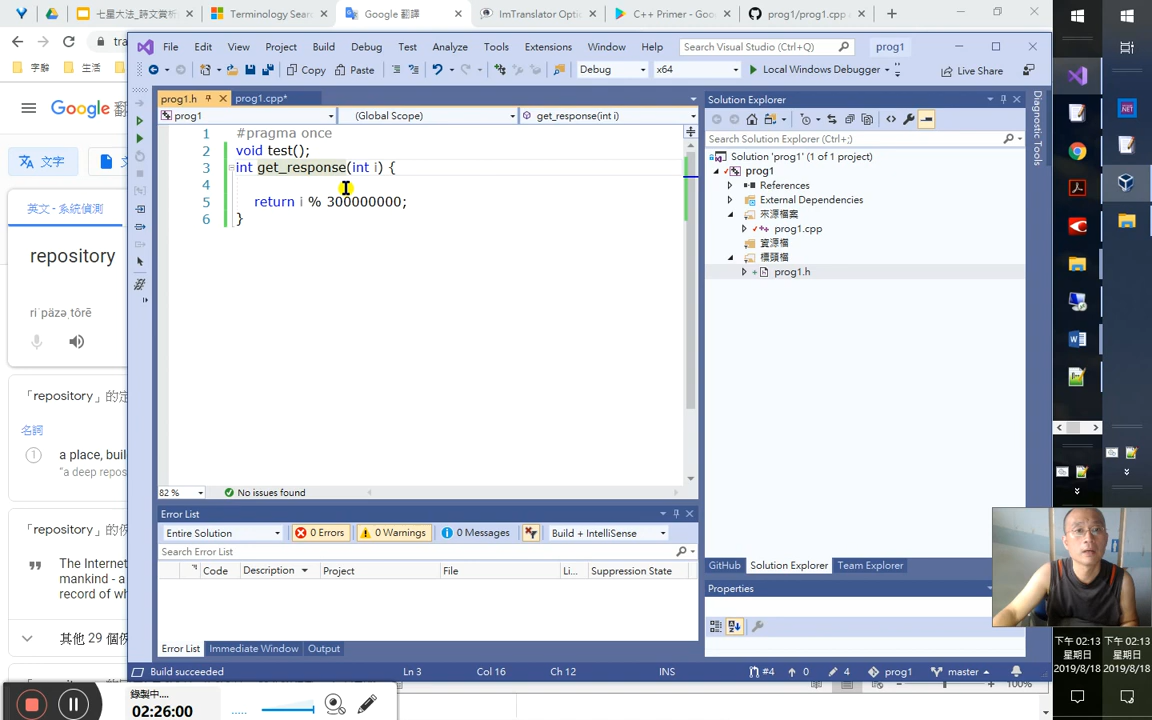 七星大法_詩文賞析
Terminology Sear
Google 翻譯
ImTranslator Opti
C++ Primer - Goo
prog1/prog1.cpp a
tra
字辭
生活
File Edit View Project Build Debug Test Analyze Tools Extensions Window Help Search Visual Studio (Ctrl+Q) prog1
Copy Paste Debug x64 Local Windows Debugger Live Share
Google 翻
文字
英文 - 系統偵測
repository
riˈpäzəˌtôrē
「repository」的定
名詞
1 a place, buil
"a deep repos
「repository」的例
The Internet
mankind - a
record of wh
其他 29 個例
prog1.h prog1.cpp*
prog1 (Global Scope) get_response(int i)
1 #pragma once
2 void test();
3 int get_response(int i) {
4
5 return i % 300000000;
6 }
82 % No issues found
Error List
Entire Solution 0 Errors 0 Warnings 0 Messages Build + IntelliSense
Search Error List
Code Description Project File Li... Suppression State
Error List Immediate Window Output
Solution Explorer
Search Solution Explorer (Ctrl+;)
Solution 'prog1' (1 of 1 project)
prog1
References
External Dependencies
來源檔案
prog1.cpp
資源檔
標頭檔
prog1.h
GitHub Solution Explorer Team Explorer
Properties
Diagnostic Tools
Build succeeded Ln 3 Col 16 Ch 12 INS #4 0 4 prog1 master
100%
錄製中....
02:26:00
.NET
下午 02:13
星期日
2019/8/18
下午 02:13
星期日
2019/8/18